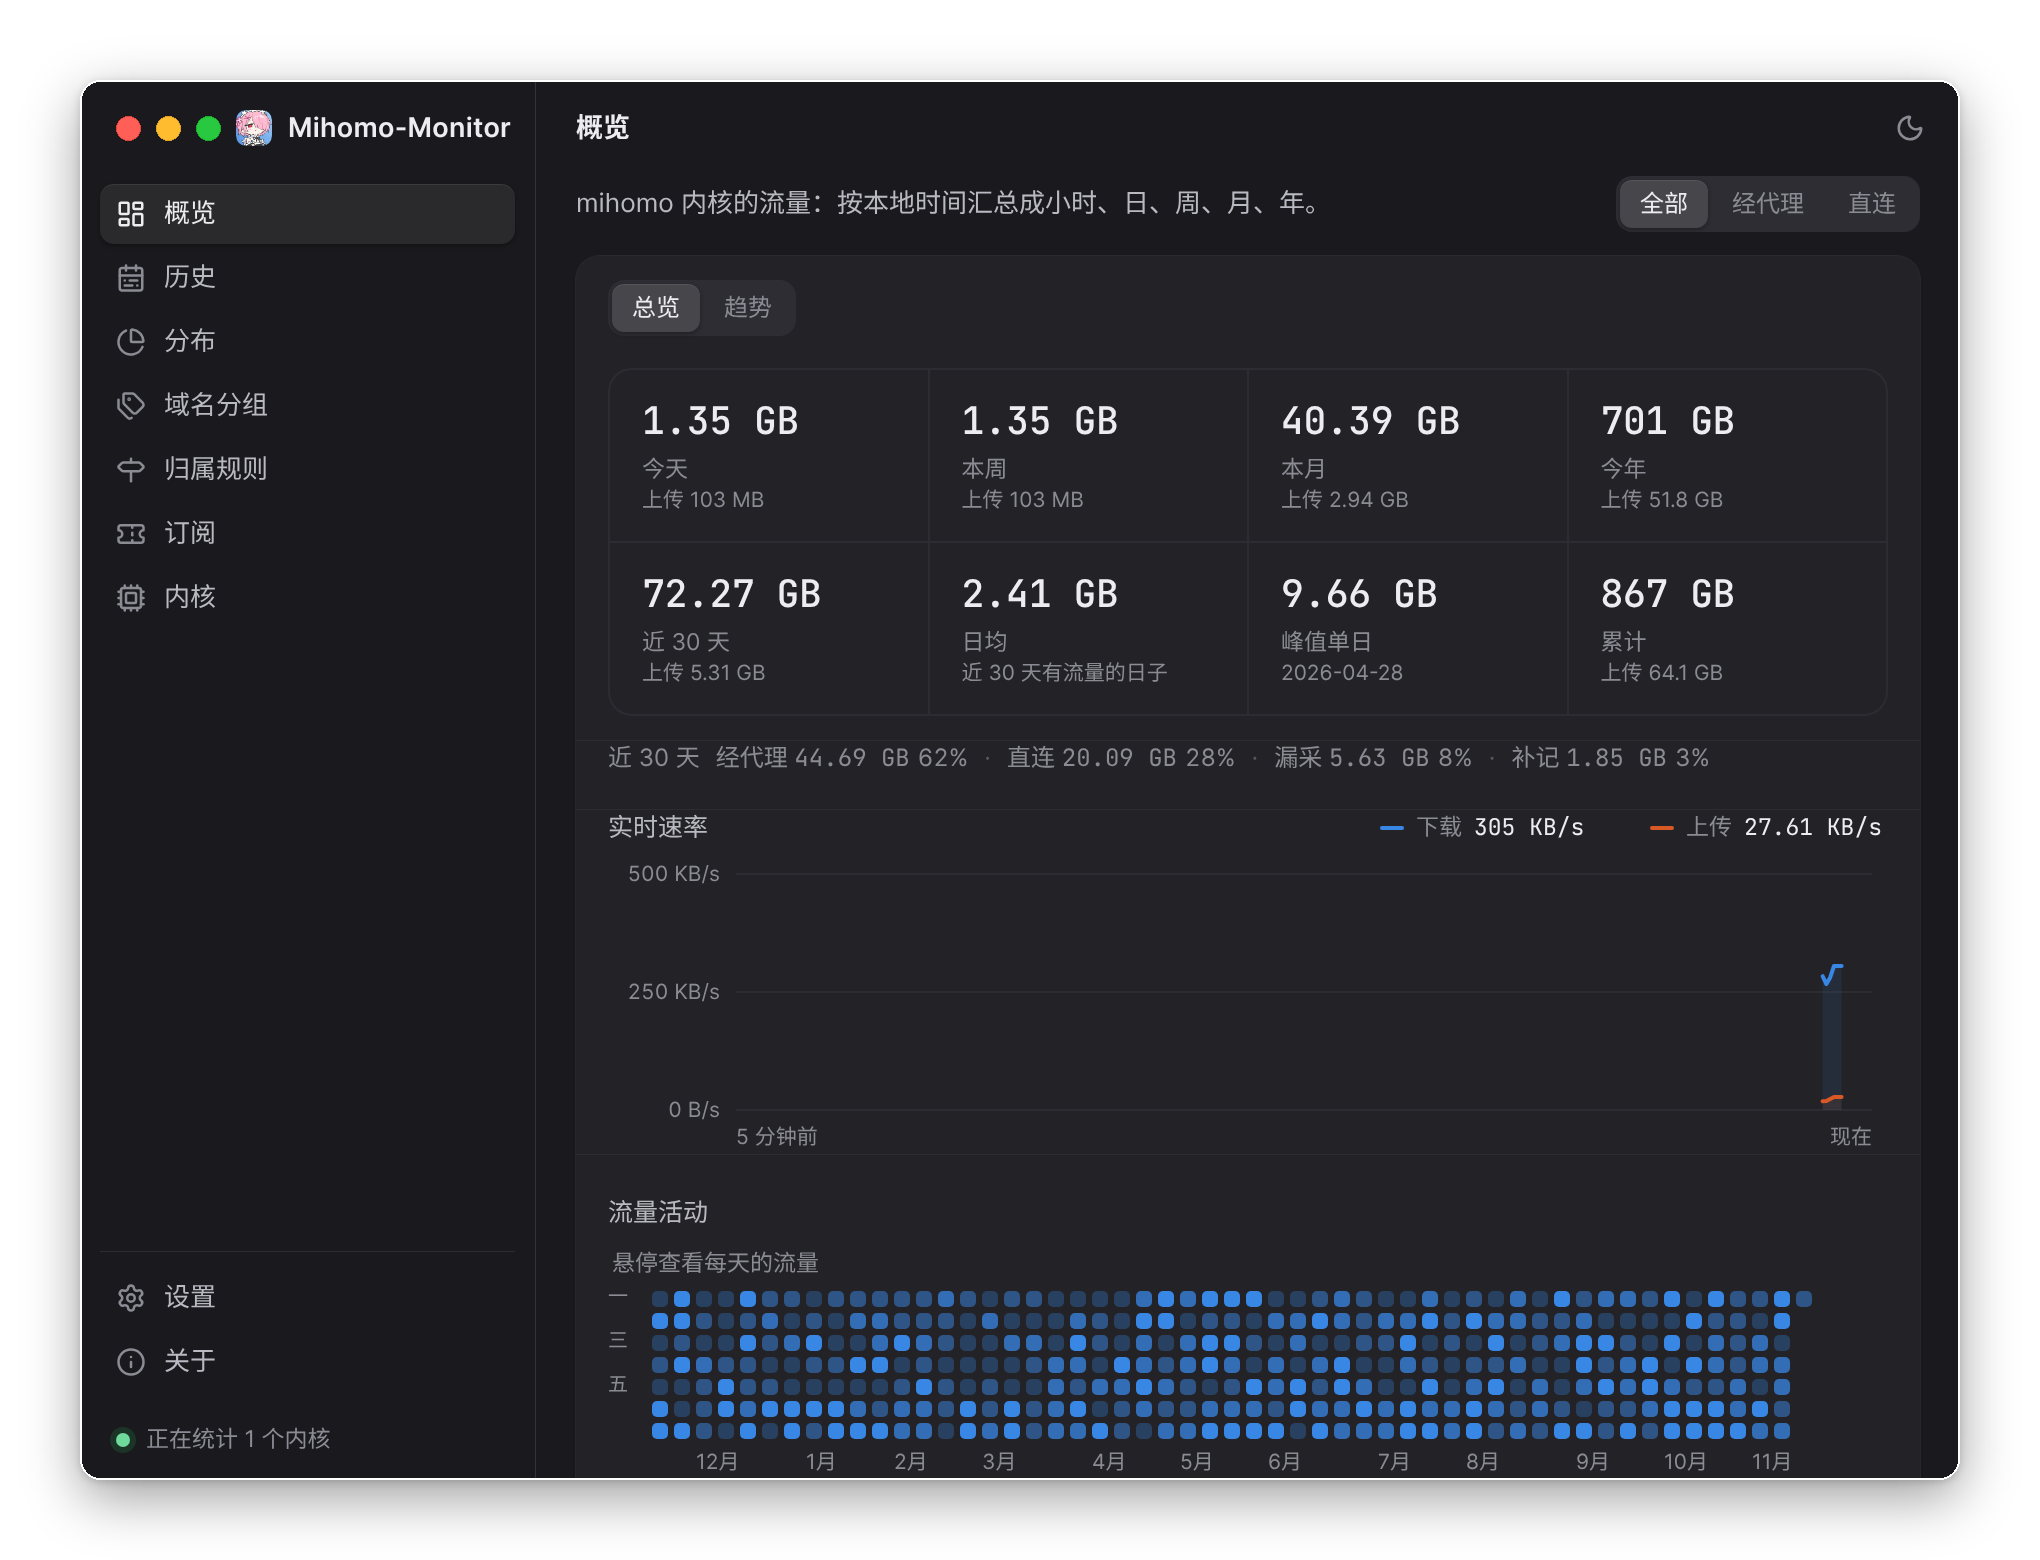 Mihomo-Monitor
概览
历史
分布
域名分组
归属规则
订阅
内核
设置
关于
正在统计 1 个内核
概览
mihomo 内核的流量：按本地时间汇总成小时、日、周、月、年。
全部 经代理 直连
总览 趋势
1.35 GB
今天
上传 103 MB
1.35 GB
本周
上传 103 MB
40.39 GB
本月
上传 2.94 GB
701 GB
今年
上传 51.8 GB
72.27 GB
近 30 天
上传 5.31 GB
2.41 GB
日均
近 30 天有流量的日子
9.66 GB
峰值单日
2026-04-28
867 GB
累计
上传 64.1 GB
近 30 天 经代理 44.69 GB 62% · 直连 20.09 GB 28% · 漏采 5.63 GB 8% · 补记 1.85 GB 3%
实时速率 下载 305 KB/s 上传 27.61 KB/s
500 KB/s
250 KB/s
0 B/s
5 分钟前 现在
流量活动
悬停查看每天的流量
一
三
五
12月 1月 2月 3月 4月 5月 6月 7月 8月 9月 10月 11月